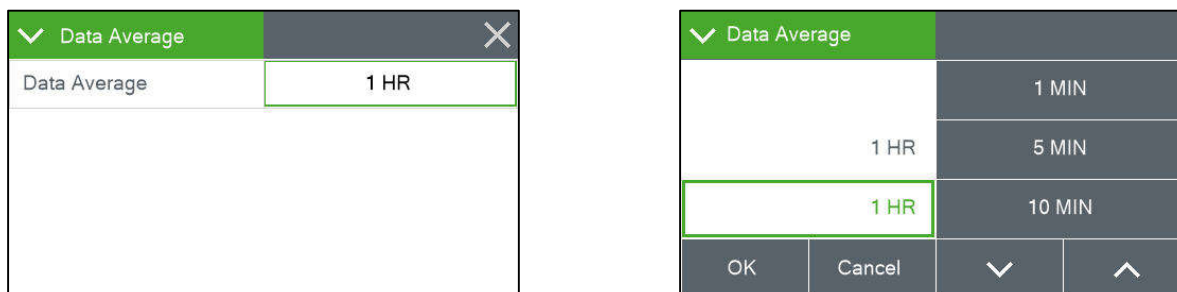 Data Average
Data Average 1 HR
Data Average
1 MIN
1 HR 5 MIN
1 HR 10 MIN
OK Cancel